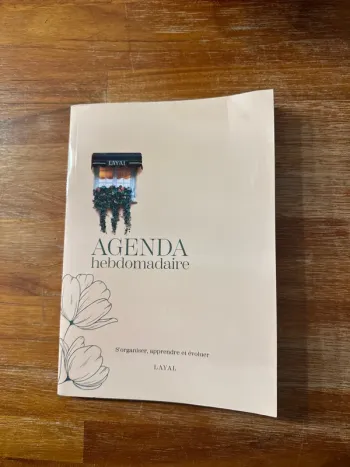 LAYAL
AGENDA
hebdomadaire
S'organiser, apprendre et évoluer
LAYAL